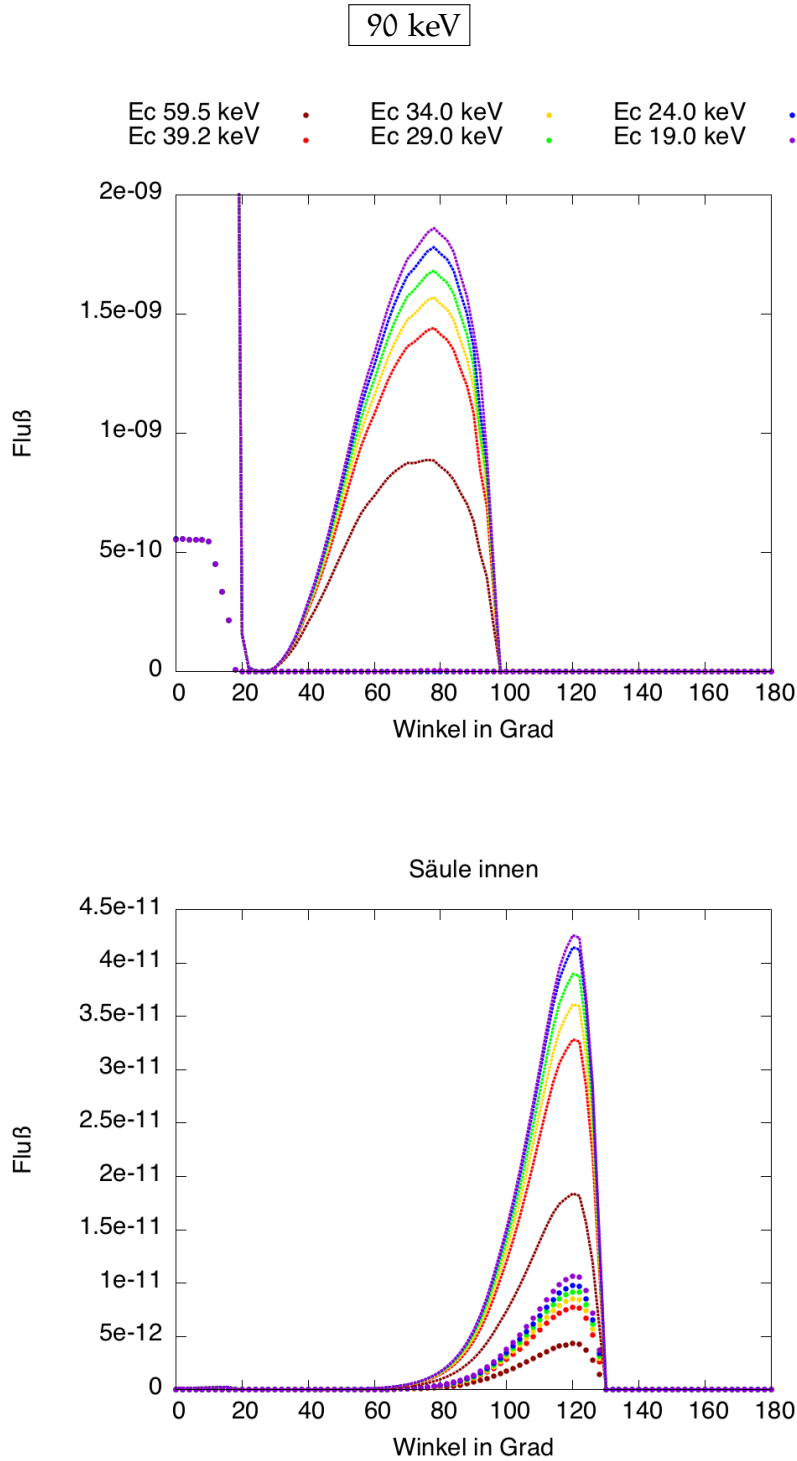 90 keV
Ec 59.5 keV Ec 34.0 keV Ec 24.0 keV
Ec 39.2 keV Ec 29.0 keV Ec 19.0 keV
2e-09
1.5e-09
1e-09
5e-10
0
Fluß
0 20 40 60 80 100 120 140 160 180
Winkel in Grad
Säule innen
4.5e-11
4e-11
3.5e-11
3e-11
2.5e-11
2e-11
1.5e-11
1e-11
5e-12
0
Fluß
0 20 40 60 80 100 120 140 160 180
Winkel in Grad